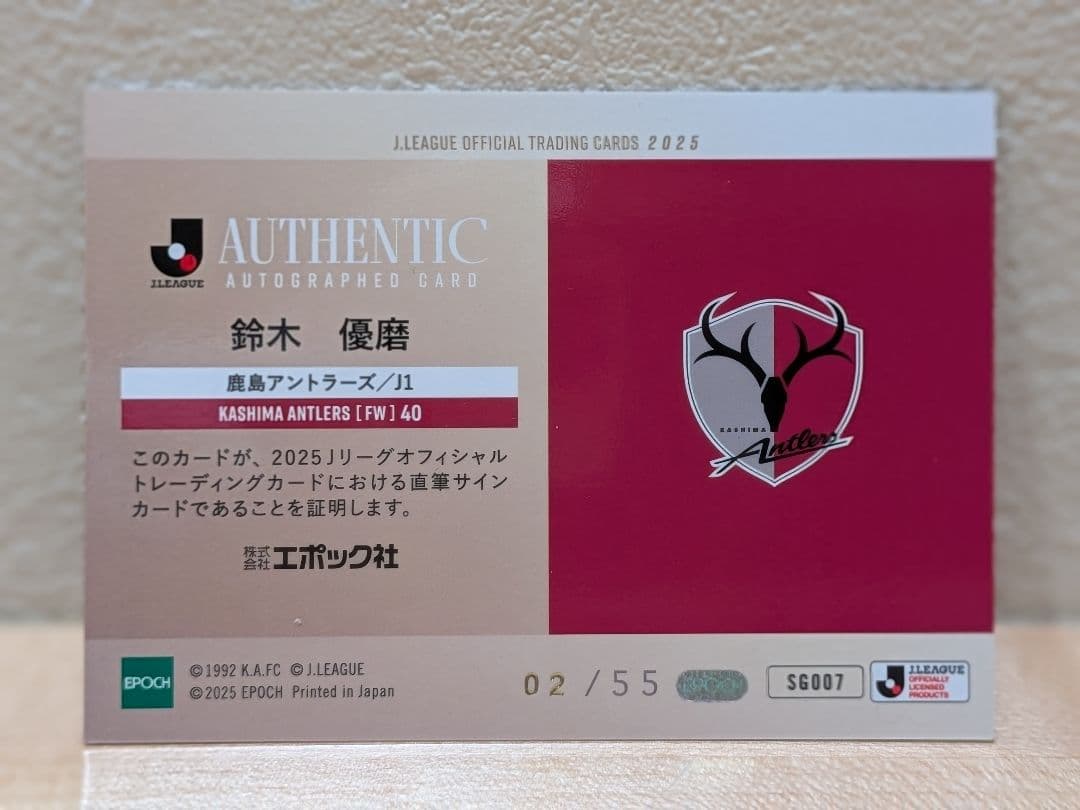 J.LEAGUE OFFICIAL TRADING CARDS 2025
J.LEAGUE
AUTHENTIC
AUTOGRAPHED CARD
鈴木 優磨
鹿島アントラーズ/J1
KASHIMA ANTLERS [FW] 40
このカードが、2025Jリーグオフィシャル
トレーディングカードにおける直筆サイン
カードであることを証明します。
株式会社エポック社
KASHIMA
Antlers
EPOCH
©1992 K.A.FC ©J.LEAGUE
©2025 EPOCH Printed in Japan
02/55
EPOCH
SG007
J.LEAGUE
OFFICIALLY
LICENSED
PRODUCTS